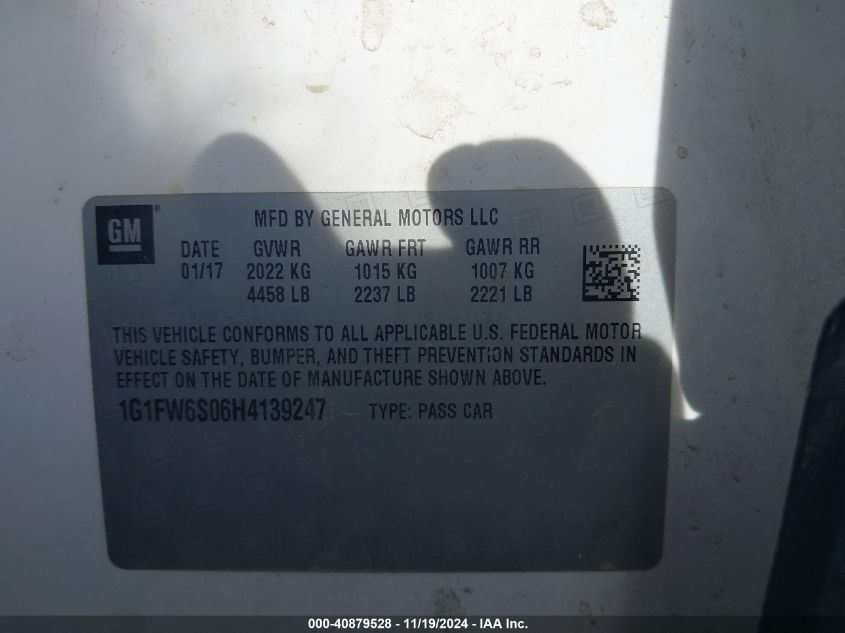 GM®
MFD BY GENERAL MOTORS LLC
DATE GVWR GAWR FRT GAWR RR
01/17 2022 KG 1015 KG 1007 KG
4458 LB 2237 LB 2221 LB
THIS VEHICLE CONFORMS TO ALL APPLICABLE U.S. FEDERAL MOTOR
VEHICLE SAFETY, BUMPER, AND THEFT PREVENTION STANDARDS IN
EFFECT ON THE DATE OF MANUFACTURE SHOWN ABOVE.
1G1FW6S06H4139247 TYPE: PASS CAR
000-40879528 - 11/19/2024 - IAA Inc.